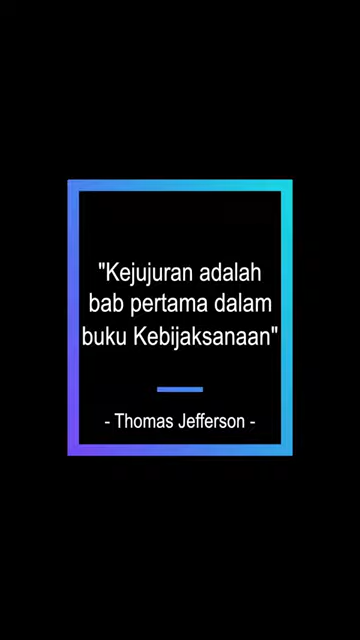 "Kejujuran adalah
bab pertama dalam
buku Kebijaksanaan"
- Thomas Jefferson -